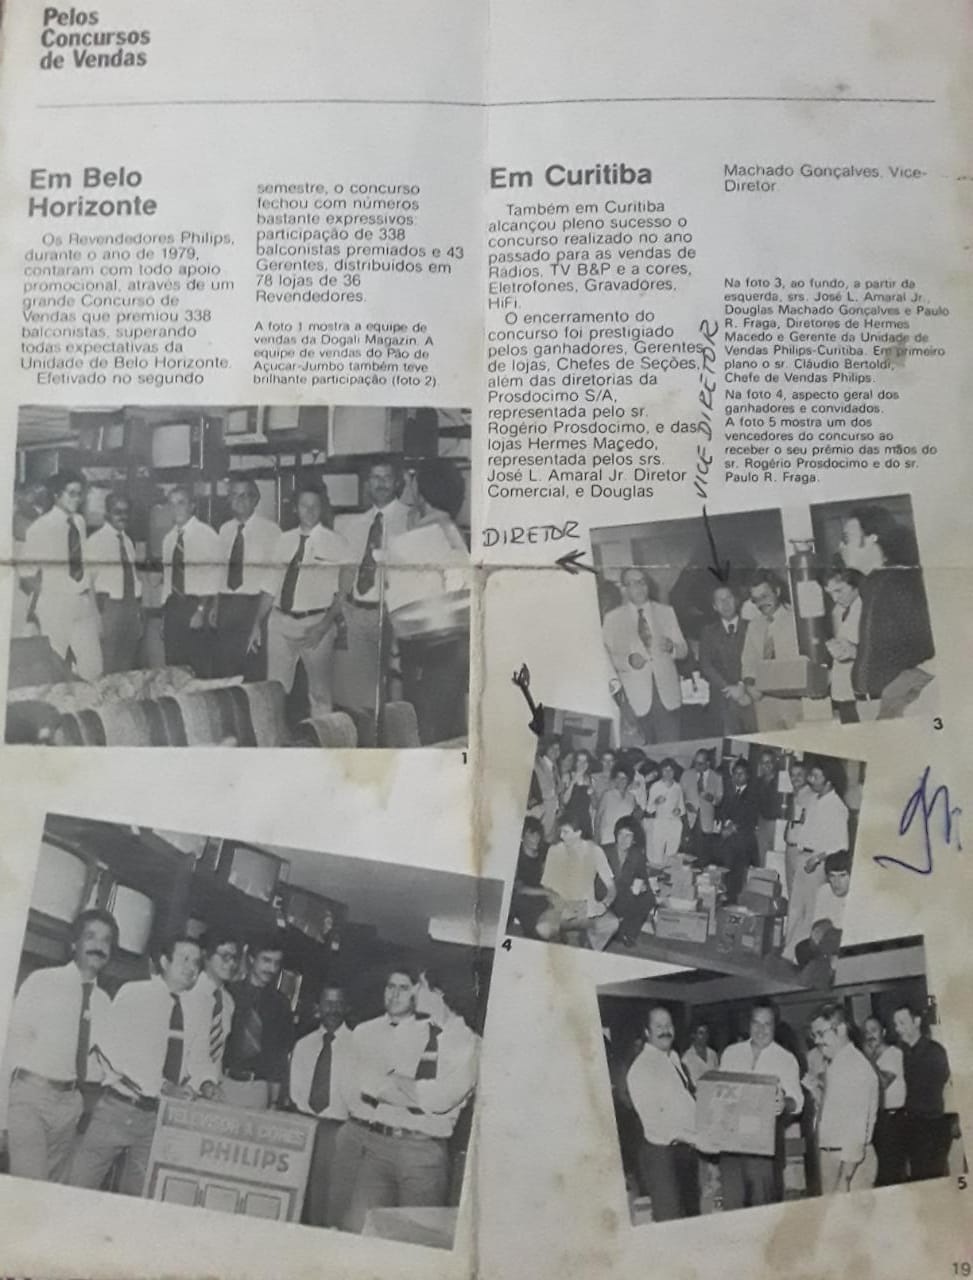 Pelos
Concursos
de Vendas
Em Belo
Horizonte
Os Revendedores Philips,
durante o ano de 1979,
contaram com todo apoio
promocional, através de um
grande Concurso de
Vendas que premiou 338
balconistas, superando
todas expectativas da
Unidade de Belo Horizonte.
Efetivado no segundo
semestre, o concurso
fechou com números
bastante expressivos:
participação de 338
balconistas premiados e 43
Gerentes, distribuídos em
78 lojas de 36
Revendedores.
A foto 1 mostra a equipe de
vendas da Dogali Magazin. A
equipe de vendas do Pão de
Açucar-Jumbo também teve
brilhante participação (foto 2).
Em Curitiba
Também em Curitiba
alcançou pleno sucesso o
concurso realizado no ano
passado para as vendas de
Rádios, TV B&P e a cores,
Eletrofones, Gravadores,
HiFi.
O encerramento do
concurso foi prestigiado
pelos ganhadores, Gerentes
de lojas, Chefes de Seções,
além das diretorias da
Prosdocimo S/A,
representada pelo sr.
Rogério Prosdocimo, e das
lojas Hermes Maçedo,
representada pelos srs.
José L. Amaral Jr. Diretor
Comercial, e Douglas
Machado Gonçalves, Vice-
Diretor.
Na foto 3, ao fundo, a partir da
esquerda, srs. José L. Amaral Jr.,
Douglas Machado Gonçalves e Paulo
R. Fraga, Diretores de Hermes
Macedo e Gerente da Unidade de
Vendas Philips-Curitiba. Em primeiro
plano o sr. Cláudio Bertoldi,
Chefe de Vendas Philips.
Na foto 4, aspecto geral dos
ganhadores e convidados.
A foto 5 mostra um dos
vencedores do concurso ao
receber o seu prêmio das mãos do
sr. Rogério Prosdocimo e do sr.
Paulo R. Fraga.
VICE DIRETOR
DIRETOR
1
3
4
TELEVISOR A CORES
PHILIPS
TX
TX
5
19